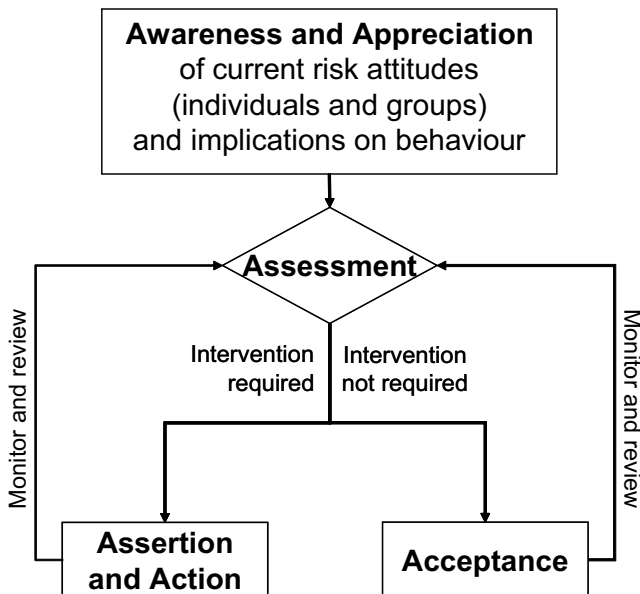 Awareness and Appreciation
of current risk attitudes
(individuals and groups)
and implications on behaviour
Assessment
Intervention
required
Intervention
not required
Monitor and review
Monitor and review
Assertion
and Action
Acceptance